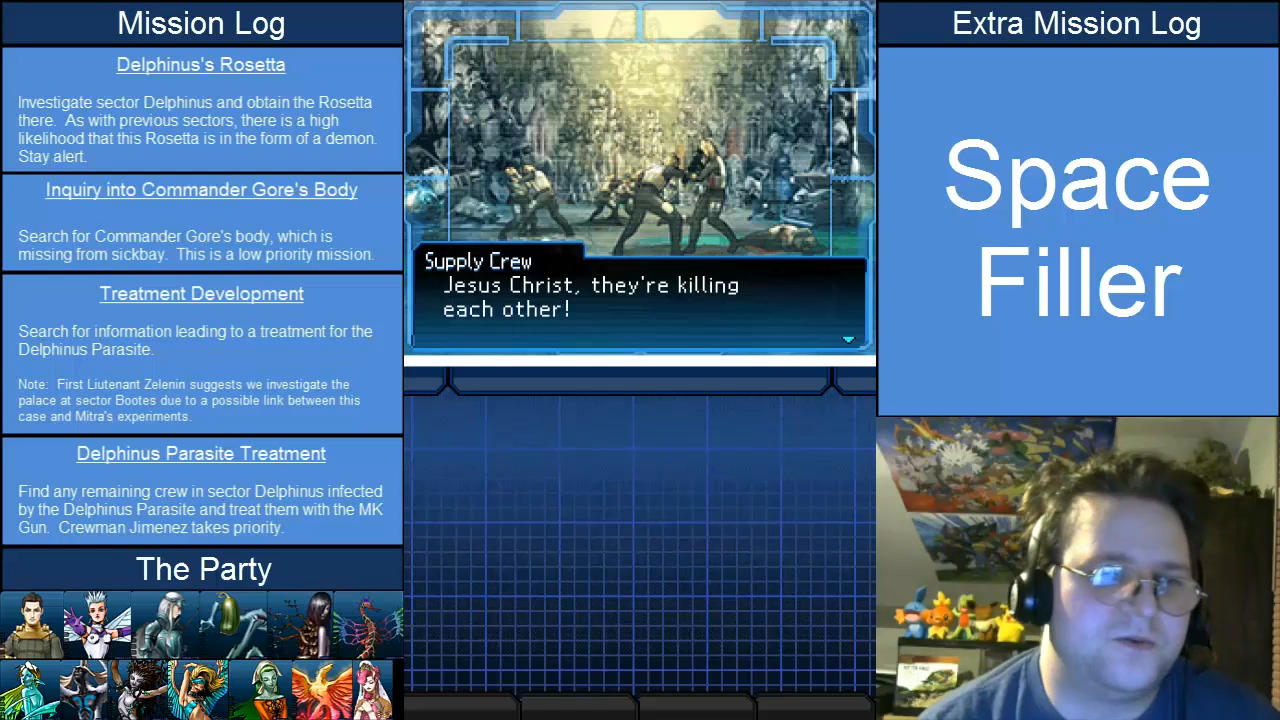 Mission Log
Delphinus's Rosetta
Investigate sector Delphinus and obtain the Rosetta
there. As with previous sectors, there is a high
likelihood that this Rosetta is in the form of a demon.
Stay alert.
Inquiry into Commander Gore's Body
Search for Commander Gore's body, which is
missing from sickbay. This is a low priority mission.
Treatment Development
Search for information leading to a treatment for the
Delphinus Parasite.
Note: First Liutenant Zelenin suggests we investigate the
palace at sector Bootes due to a possible link between this
case and Mitra's experiments.
Delphinus Parasite Treatment
Find any remaining crew in sector Delphinus infected
by the Delphinus Parasite and treat them with the MK
Gun. Crewman Jimenez takes priority.
The Party
Supply Crew
Jesus Christ, they're killing
each other!
Extra Mission Log
Space
Filler